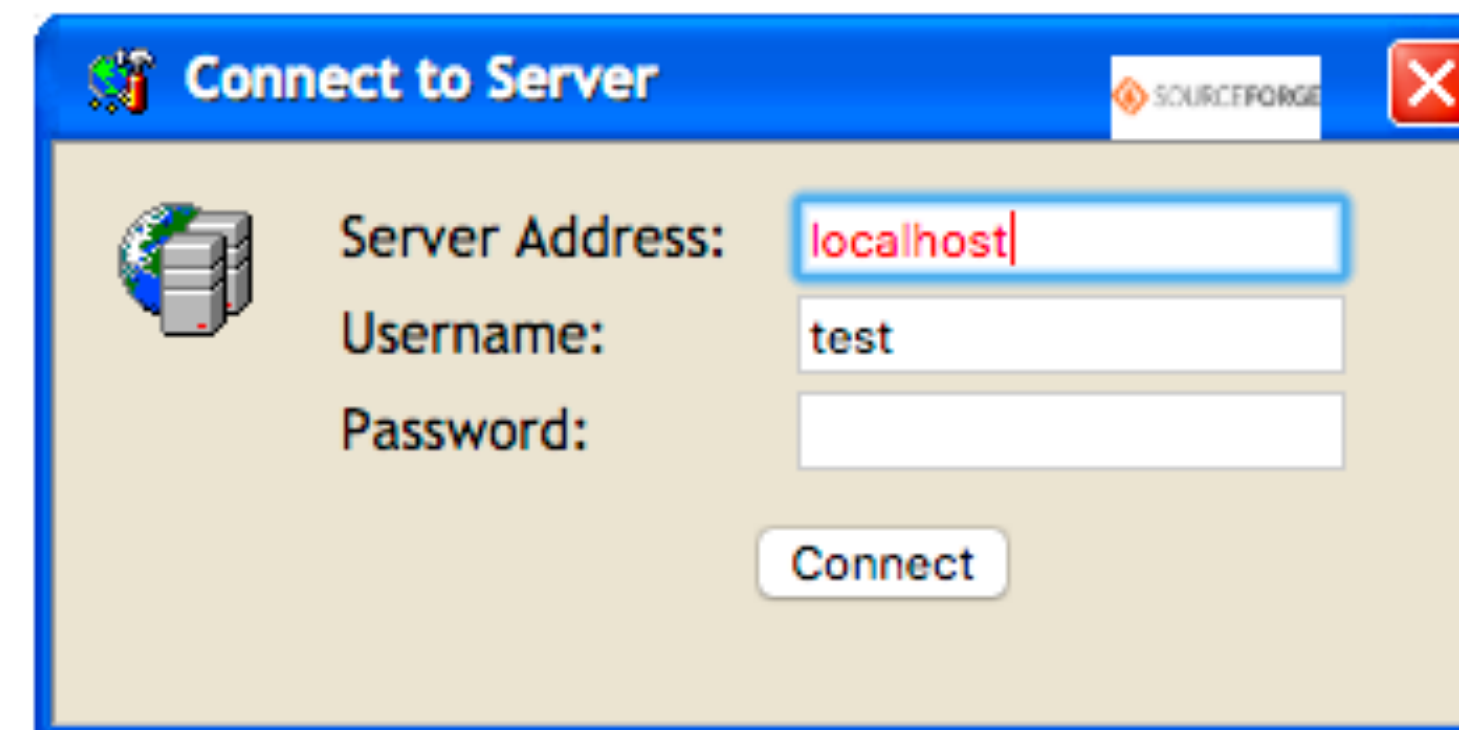 Connect to Server
SOURCEFORGE
Server Address: localhost
Username: test
Password:
Connect